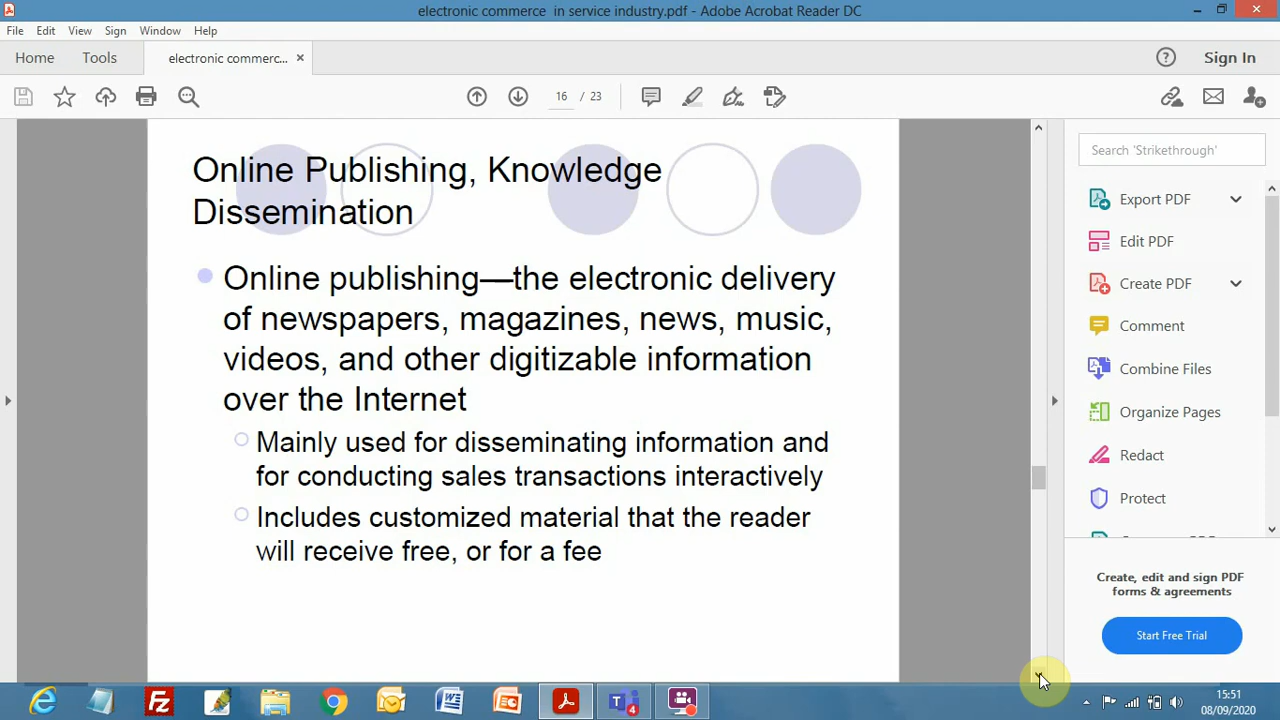 electronic commerce in service industry.pdf - Adobe Acrobat Reader DC
File Edit View Sign Window Help
Home Tools electronic commerc... × Sign In
16 / 23
Online Publishing, Knowledge
Dissemination
Online publishing—the electronic delivery
of newspapers, magazines, news, music,
videos, and other digitizable information
over the Internet
Mainly used for disseminating information and
for conducting sales transactions interactively
Includes customized material that the reader
will receive free, or for a fee
Search 'Strikethrough'
Export PDF
Edit PDF
Create PDF
Comment
Combine Files
Organize Pages
Redact
Protect
Create, edit and sign PDF
forms & agreements
Start Free Trial
4
15:51
08/09/2020